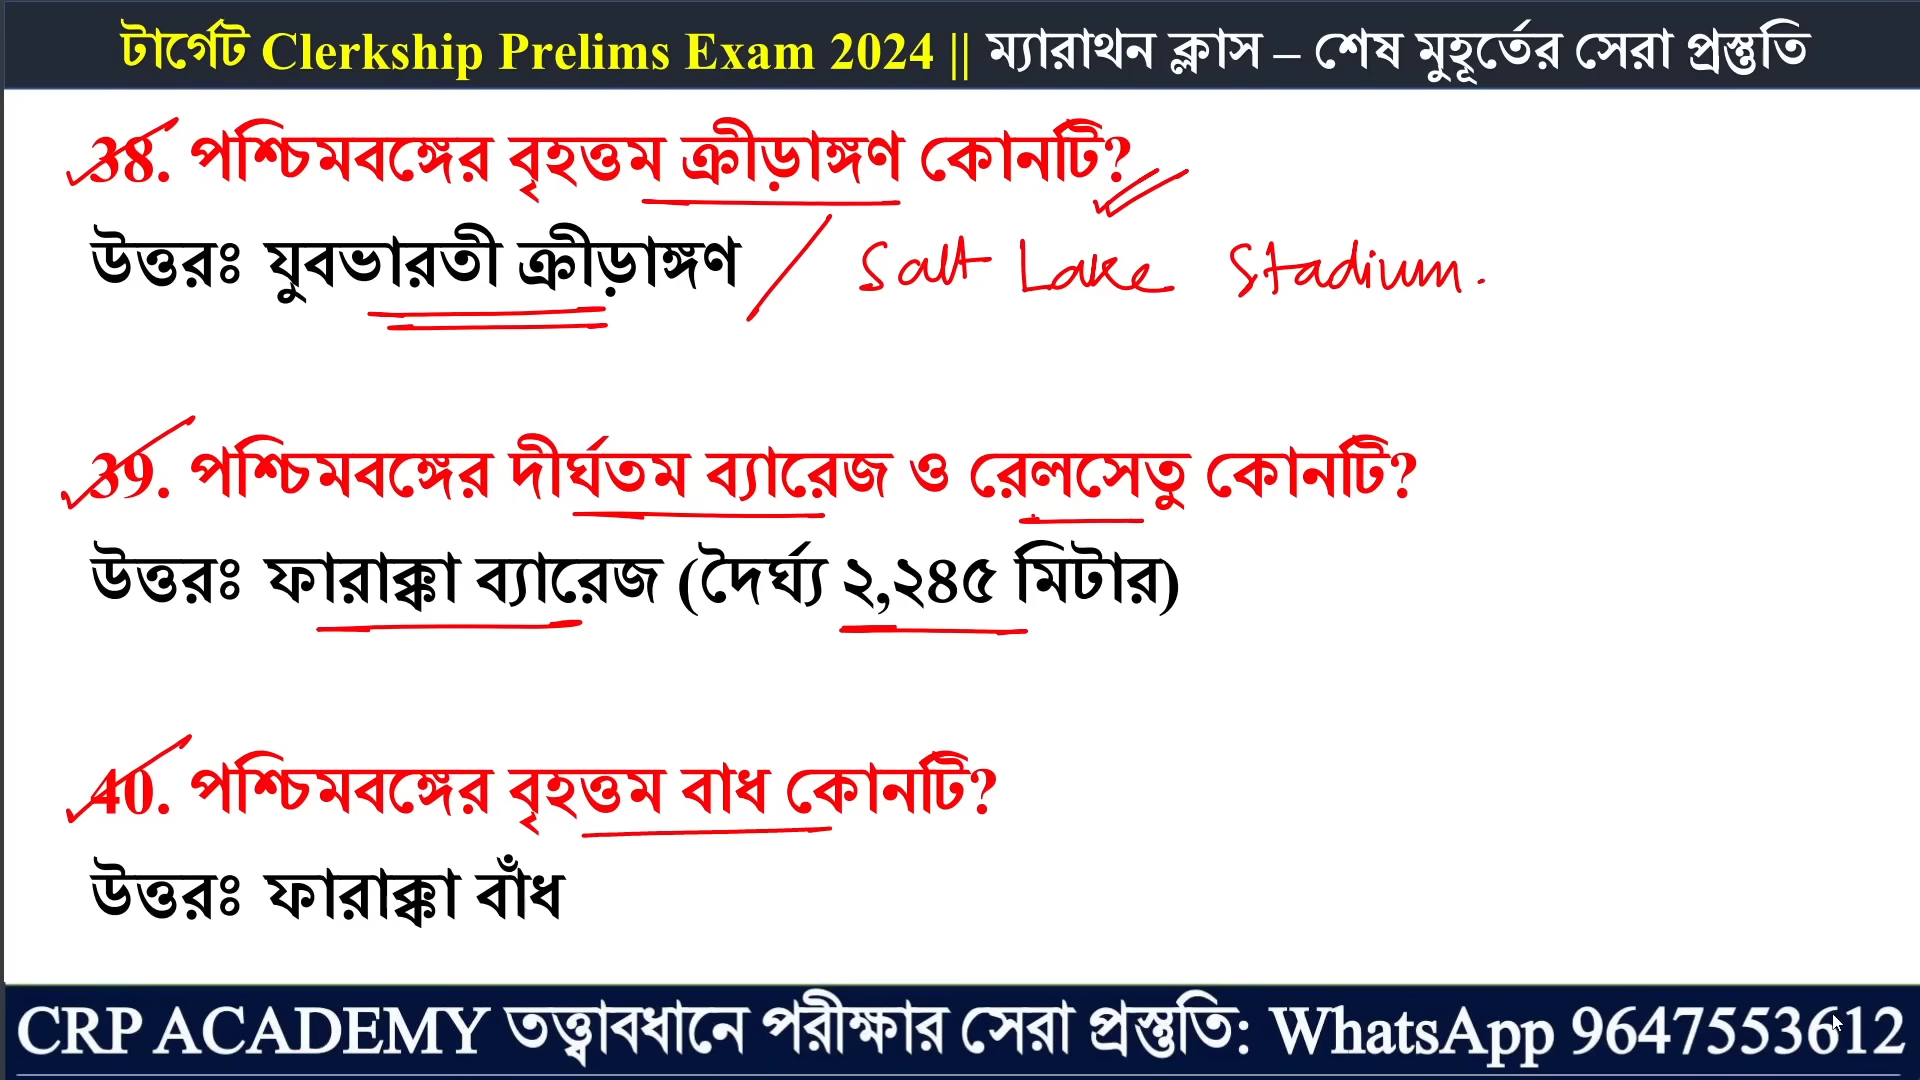 টার্গেট Clerkship Prelims Exam 2024 || ম্যারাথন ক্লাস – শেষ মুহূর্তের সেরা প্রস্তুতি
38. পশ্চিমবঙ্গের বৃহত্তম ক্রীড়াঙ্গণ কোনটি?
উত্তরঃ যুবভারতী ক্রীড়াঙ্গণ / Salt Lake Stadium.
39. পশ্চিমবঙ্গের দীর্ঘতম ব্যারেজ ও রেলসেতু কোনটি?
উত্তরঃ ফারাক্কা ব্যারেজ (দৈর্ঘ্য ২,২8৫ মিটার)
40. পশ্চিমবঙ্গের বৃহত্তম বাধ কোনটি?
উত্তরঃ ফারাক্কা বাঁধ
CRP ACADEMY তত্ত্বাবধানে পরীক্ষার সেরা প্রস্তুতি: WhatsApp 9647553612